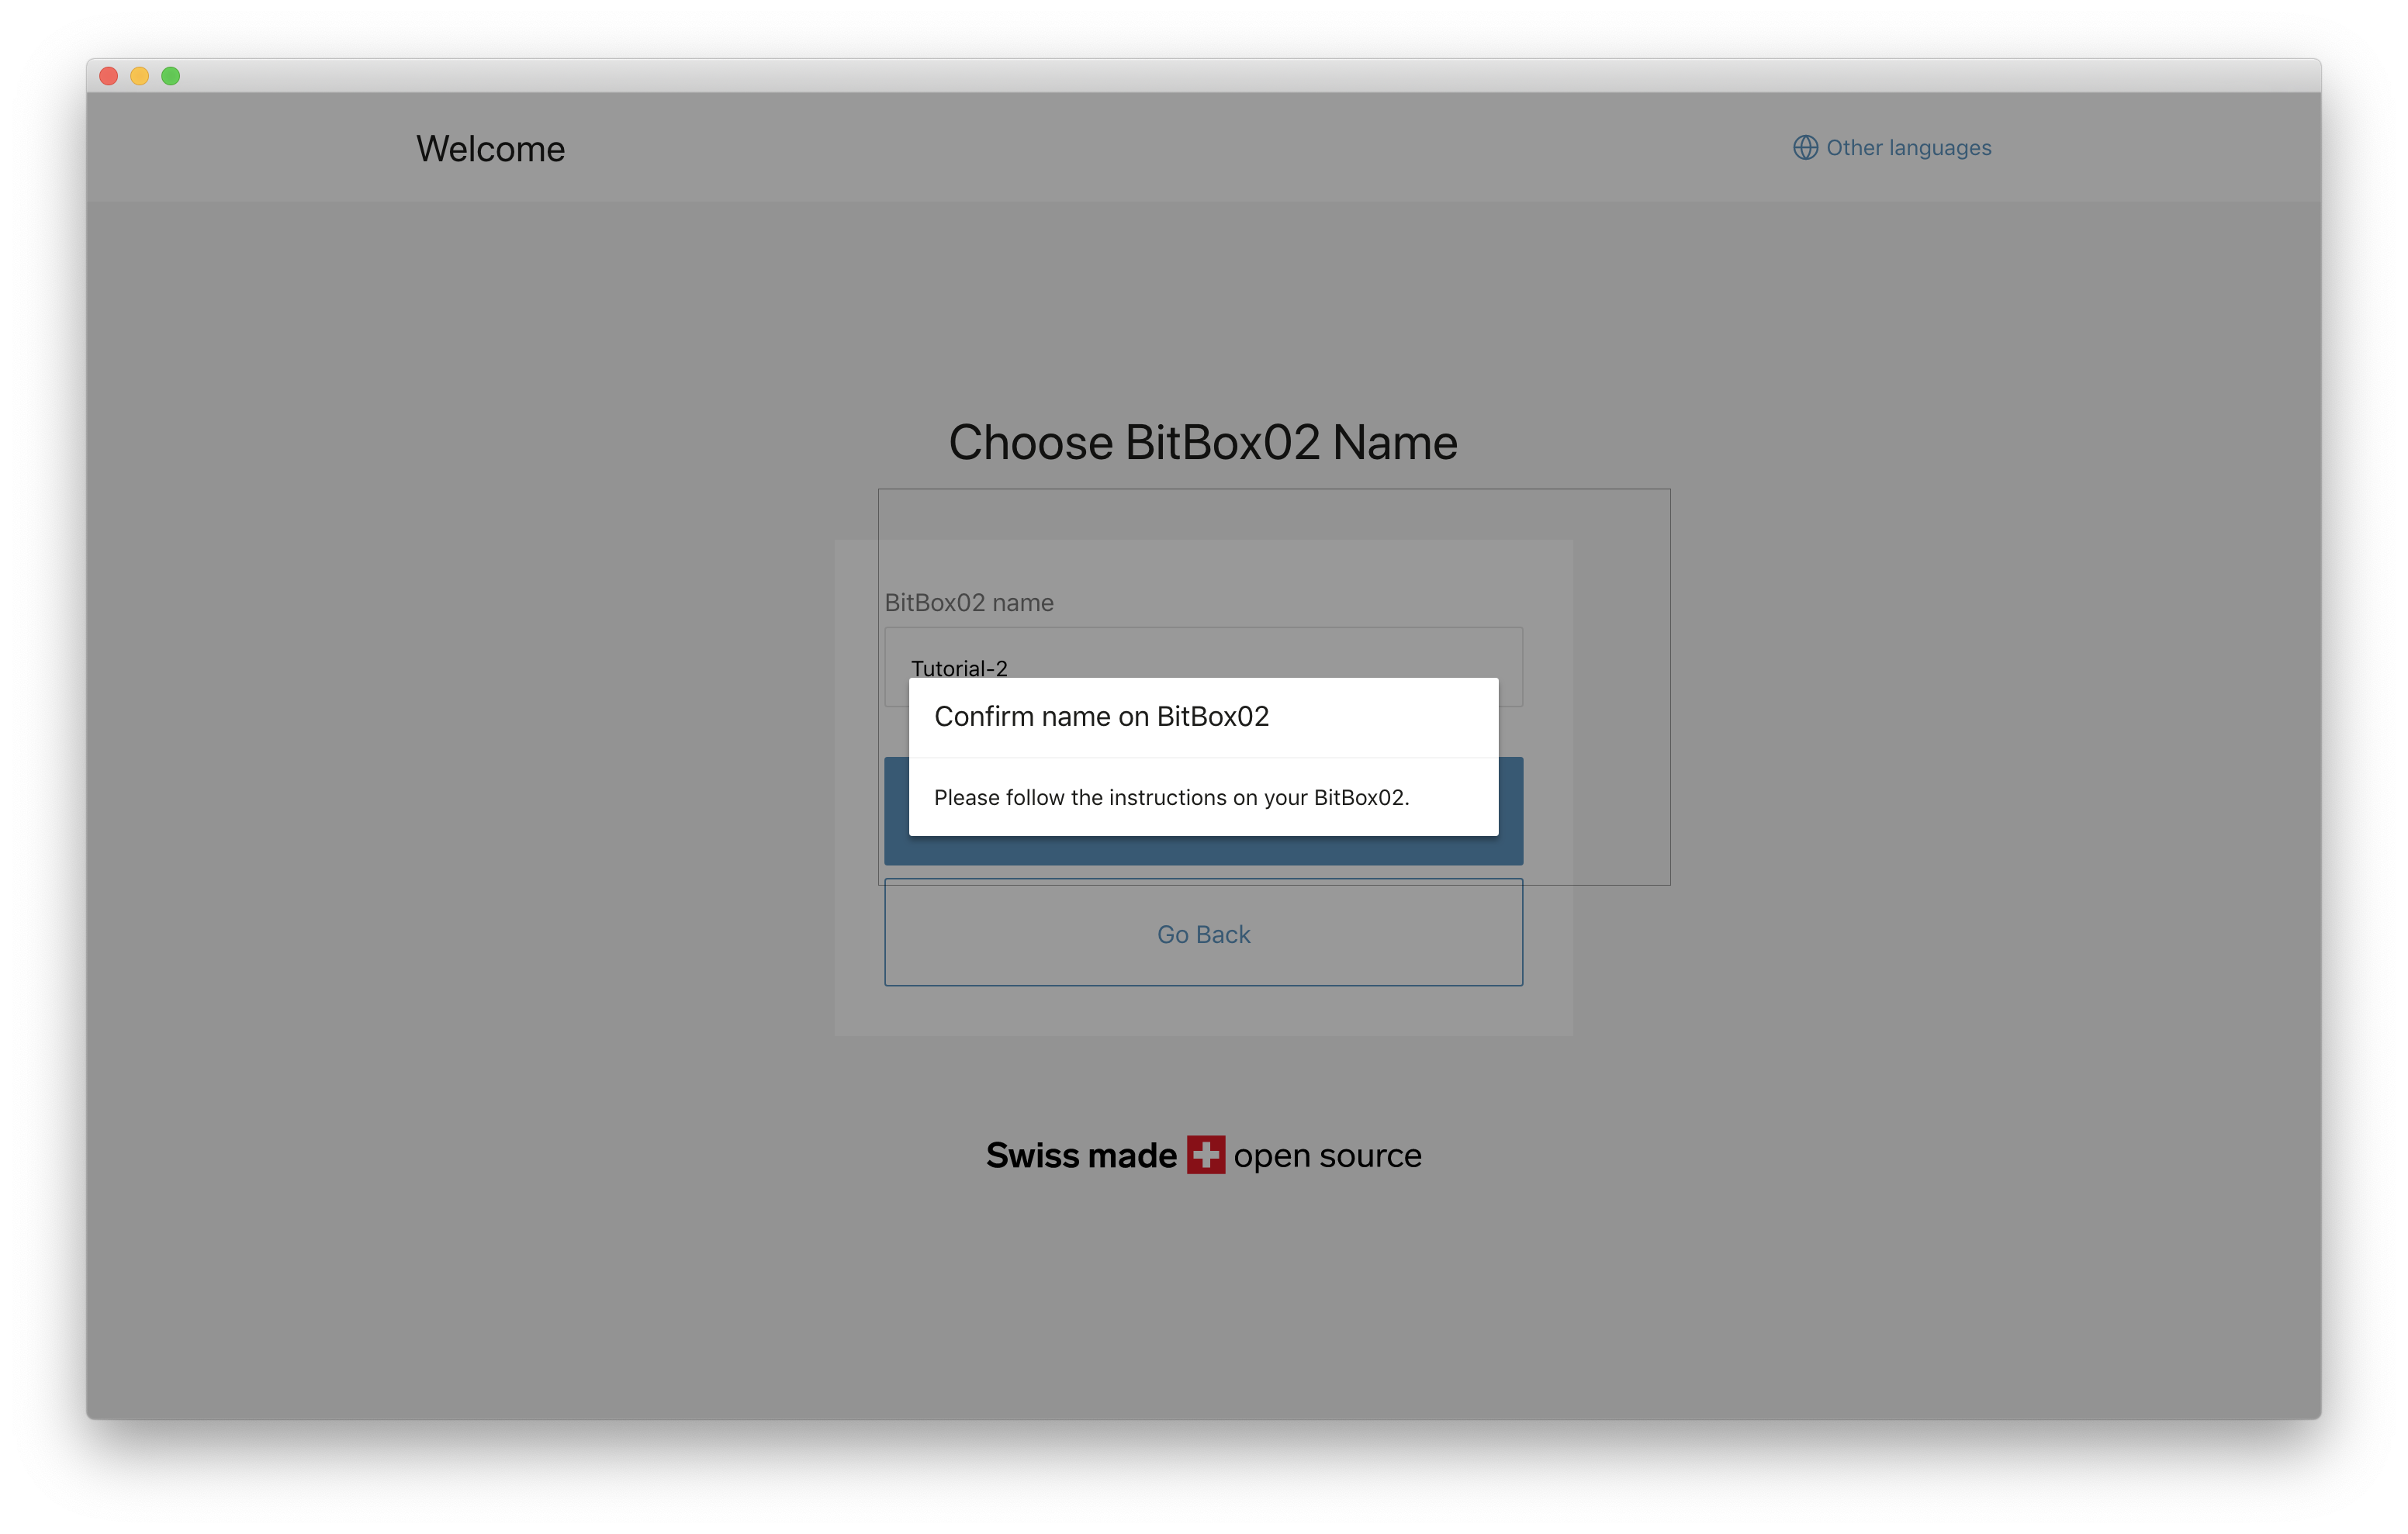 Welcome
Other languages
Choose BitBox02 Name
BitBox02 name
Tutorial-2
Confirm name on BitBox02
Please follow the instructions on your BitBox02.
Go Back
Swiss made open source